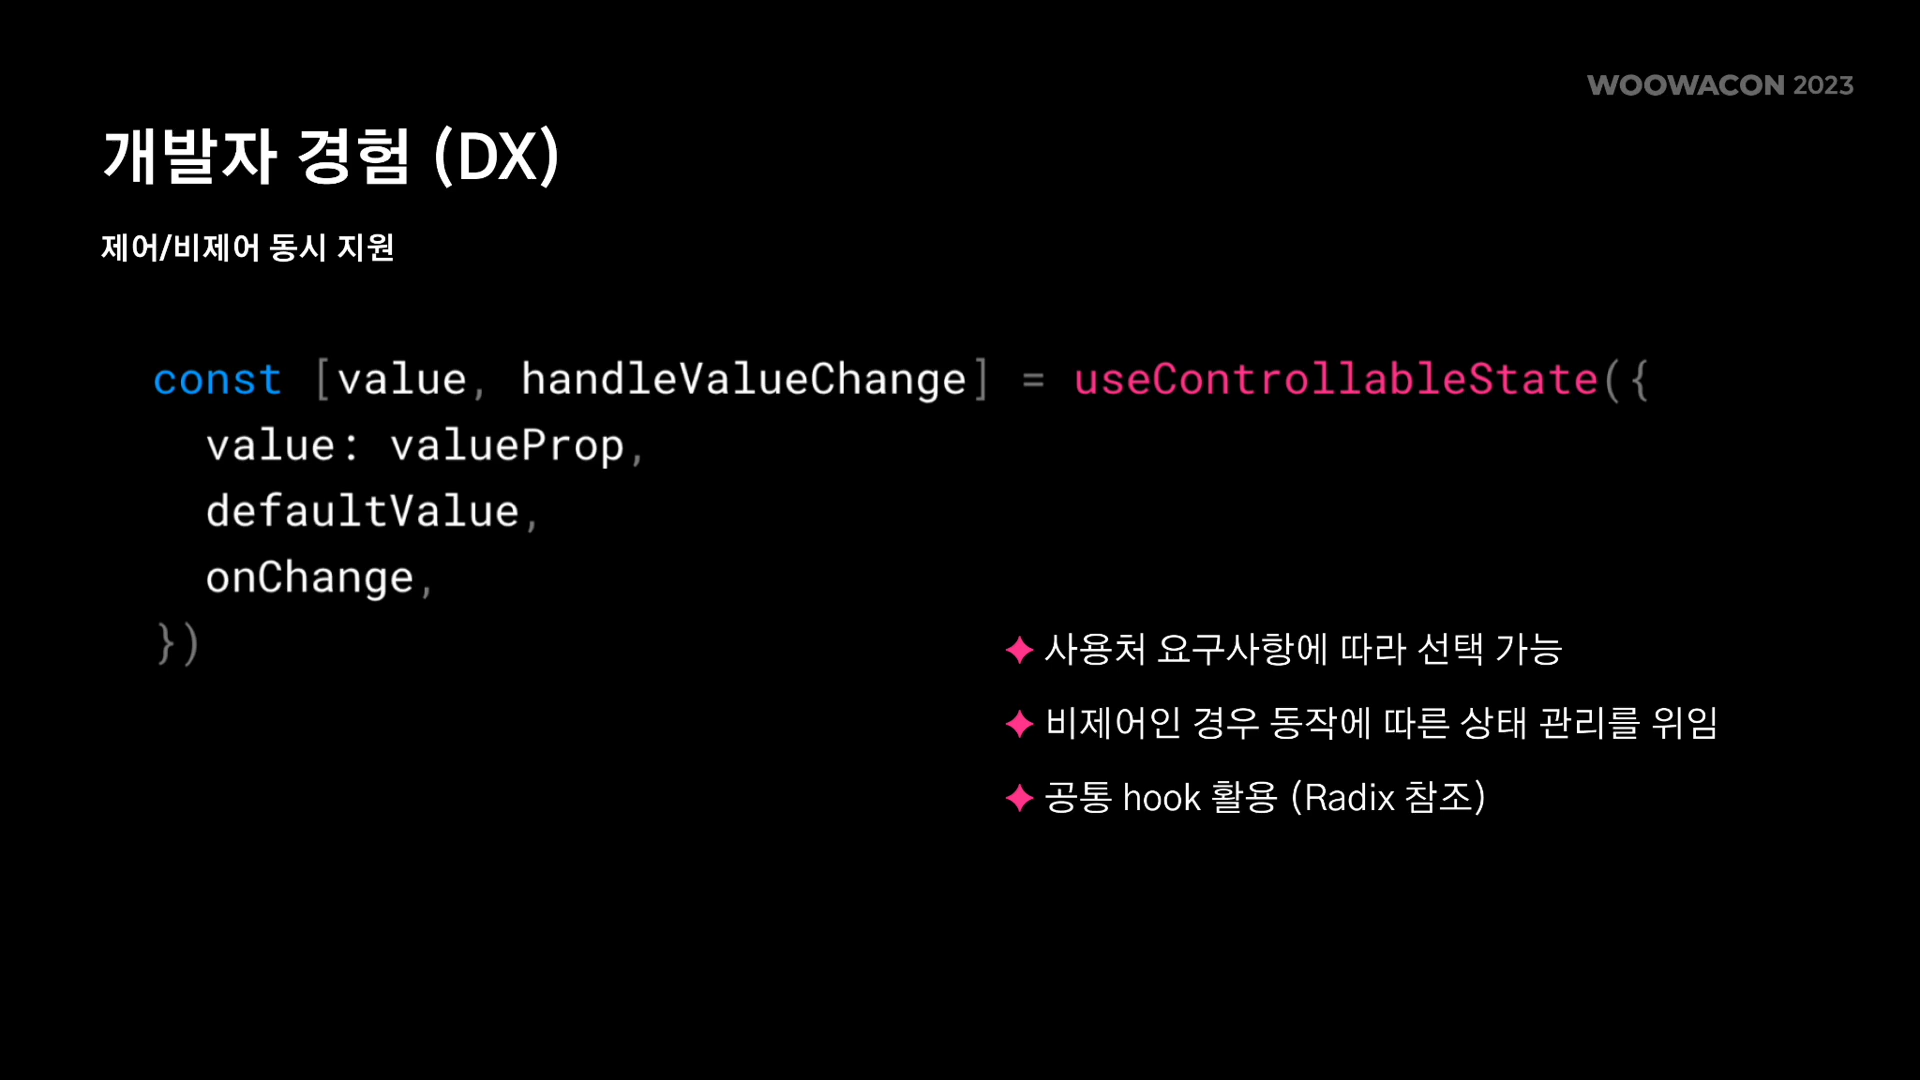 WOOWACON 2023
개발자 경험 (DX)
제어/비제어 동시 지원
const [value, handleValueChange] = useControllableState({
  value: valueProp,
  defaultValue,
  onChange,
})
✦ 사용처 요구사항에 따라 선택 가능
✦ 비제어인 경우 동작에 따른 상태 관리를 위임
✦ 공통 hook 활용 (Radix 참조)